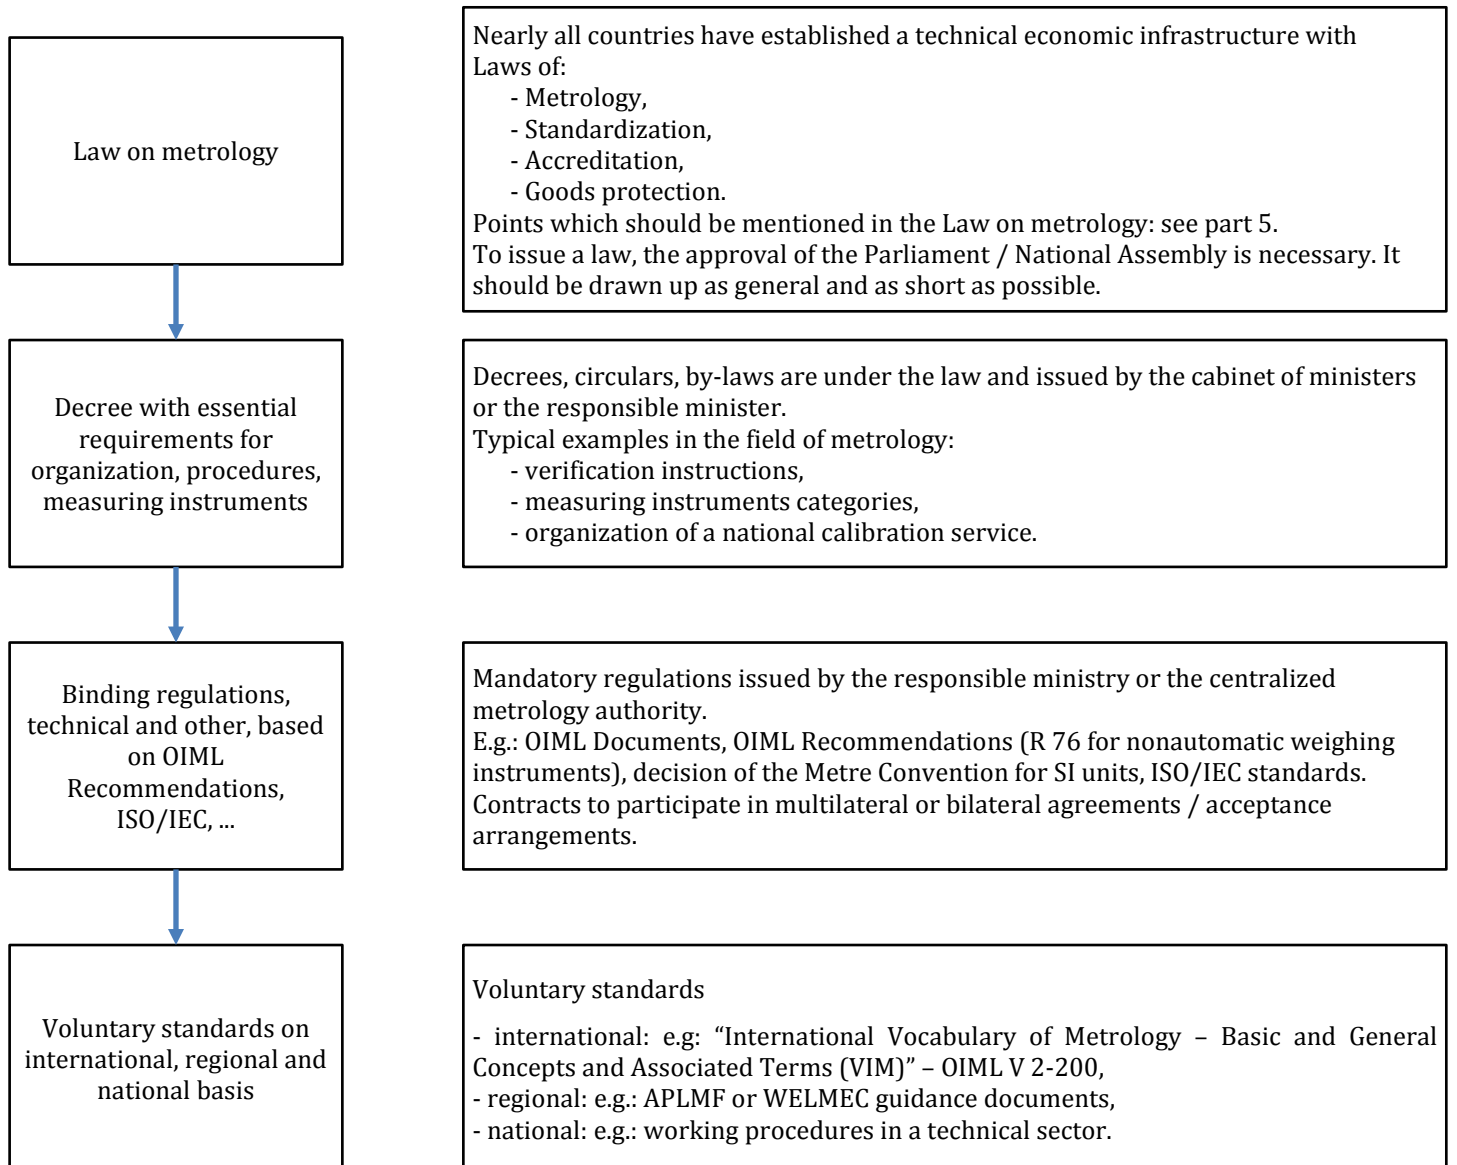 Law on metrology
Nearly all countries have established a technical economic infrastructure with
Laws of:
- Metrology,
- Standardization,
- Accreditation,
- Goods protection.
Points which should be mentioned in the Law on metrology: see part 5.
To issue a law, the approval of the Parliament / National Assembly is necessary. It
should be drawn up as general and as short as possible.
Decree with essential
requirements for
organization, procedures,
measuring instruments
Decrees, circulars, by-laws are under the law and issued by the cabinet of ministers
or the responsible minister.
Typical examples in the field of metrology:
- verification instructions,
- measuring instruments categories,
- organization of a national calibration service.
Binding regulations,
technical and other, based
on OIML
Recommendations,
ISO/IEC, ...
Mandatory regulations issued by the responsible ministry or the centralized
metrology authority.
E.g.: OIML Documents, OIML Recommendations (R 76 for nonautomatic weighing
instruments), decision of the Metre Convention for SI units, ISO/IEC standards.
Contracts to participate in multilateral or bilateral agreements / acceptance
arrangements.
Voluntary standards on
international, regional and
national basis
Voluntary standards
- international: e.g: “International Vocabulary of Metrology – Basic and General
Concepts and Associated Terms (VIM)” – OIML V 2-200,
- regional: e.g.: APLMF or WELMEC guidance documents,
- national: e.g.: working procedures in a technical sector.